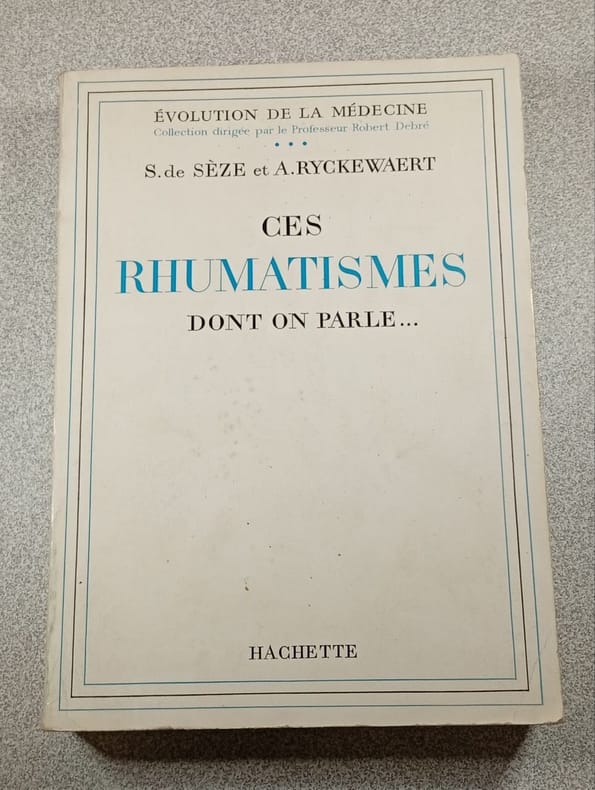 ÉVOLUTION DE LA MÉDECINE
Collection dirigée par le Professeur Robert Debré
•••
S. de SÈZE et A. RYCKEWAERT
CES
RHUMATISMES
DONT ON PARLE...
HACHETTE